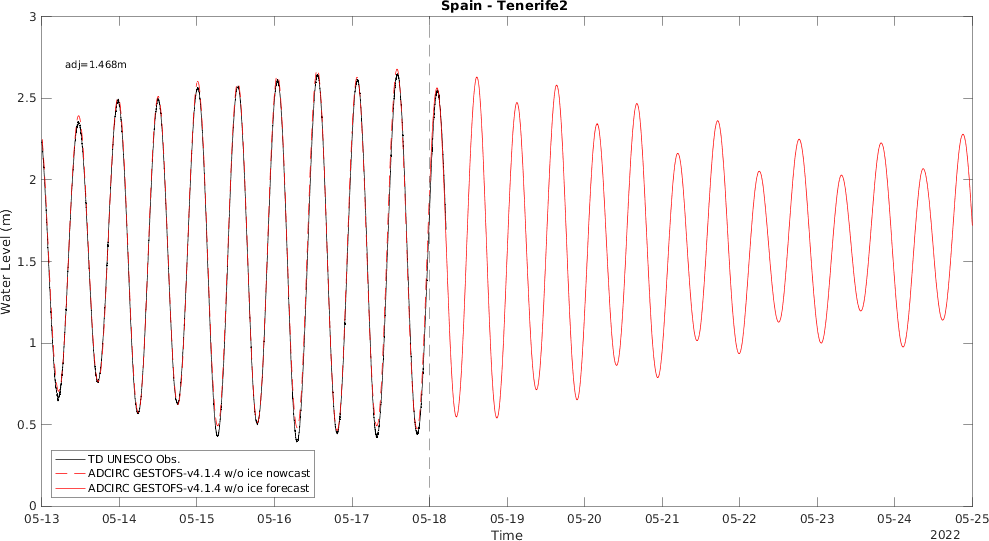 Spain - Tenerife2
adj=1.468m
Water Level (m)
3
2.5
2
1.5
1
0.5
0
TD UNESCO Obs.
ADCIRC GESTOFS-v4.1.4 w/o ice nowcast
ADCIRC GESTOFS-v4.1.4 w/o ice forecast
05-13 05-14 05-15 05-16 05-17 05-18 05-19 05-20 05-21 05-22 05-23 05-24 05-25
Time
2022